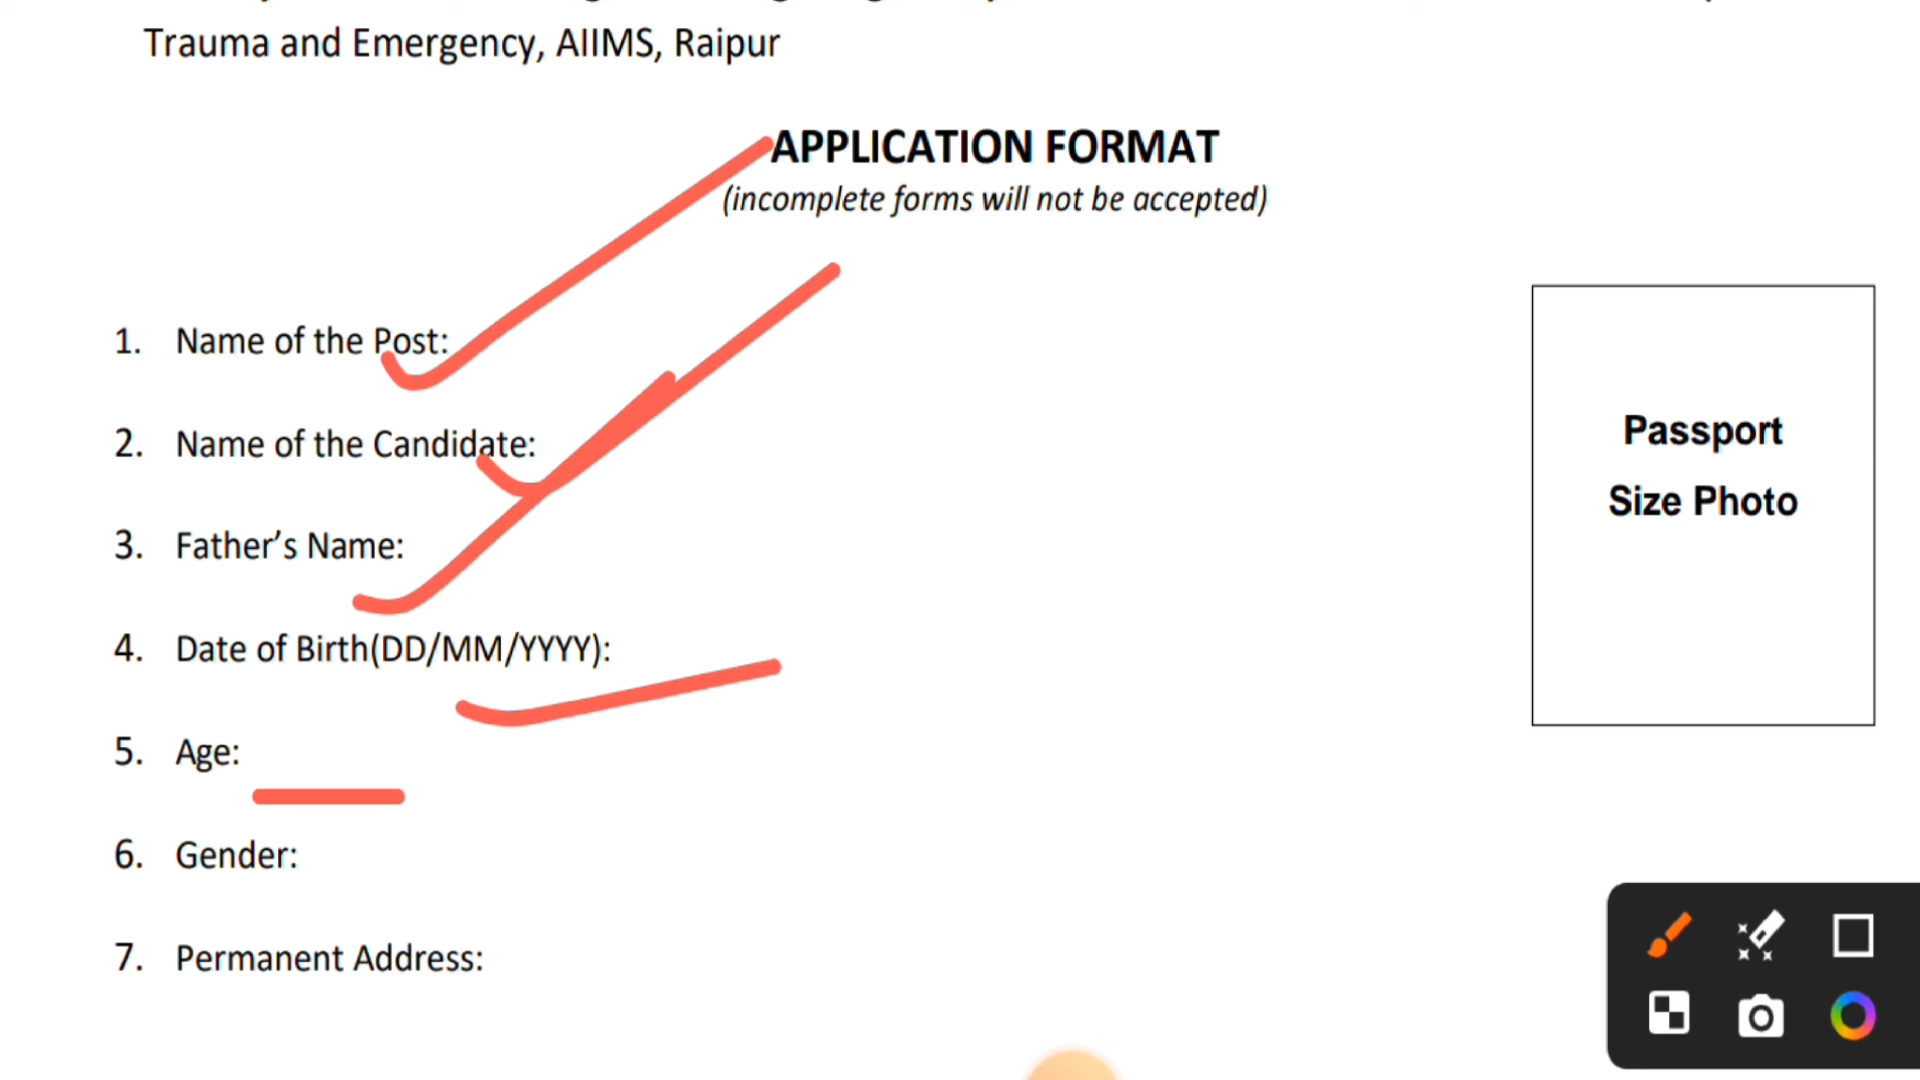 Trauma and Emergency, AIIMS, Raipur
APPLICATION FORMAT
(incomplete forms will not be accepted)
1. Name of the Post:
2. Name of the Candidate:
3. Father’s Name:
4. Date of Birth(DD/MM/YYYY):
5. Age:
6. Gender:
7. Permanent Address:
Passport
Size Photo